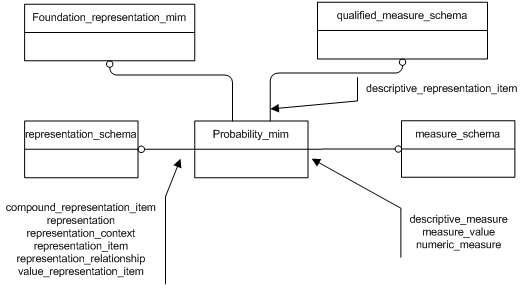 Foundation_representation_mim
qualified_measure_schema
descriptive_representation_item
representation_schema
Probability_mim
measure_schema
compound_representation_item
representation
representation_context
representation_item
representation_relationship
value_representation_item
descriptive_measure
measure_value
numeric_measure